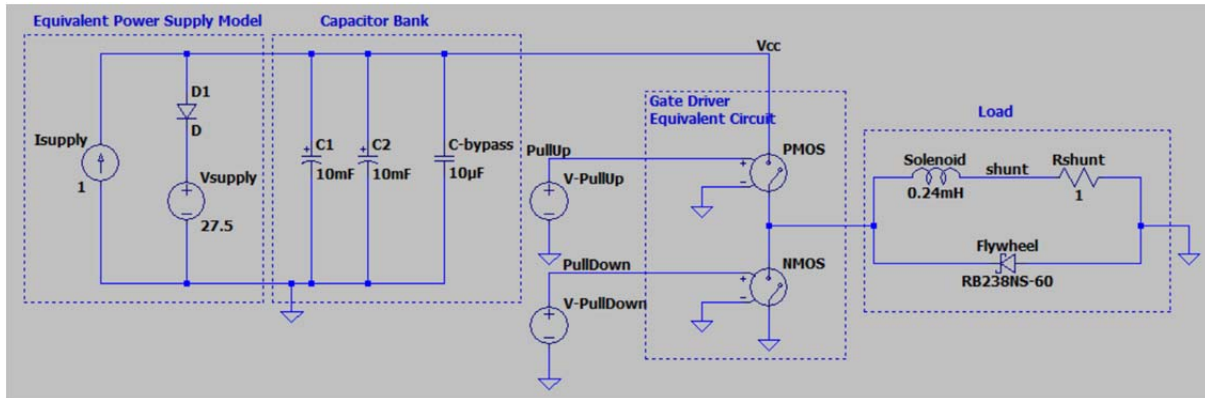 Equivalent Power Supply Model
Capacitor Bank
Vcc
D1
D
Isupply
1
Vsupply
27.5
+
C1
10mF
+
C2
10mF
C-bypass
10µF
Gate Driver
Equivalent Circuit
PullUp
V-PullUp
PMOS
PullDown
V-PullDown
NMOS
Load
Solenoid
0.24mH
shunt
Rshunt
1
Flywheel
RB238NS-60